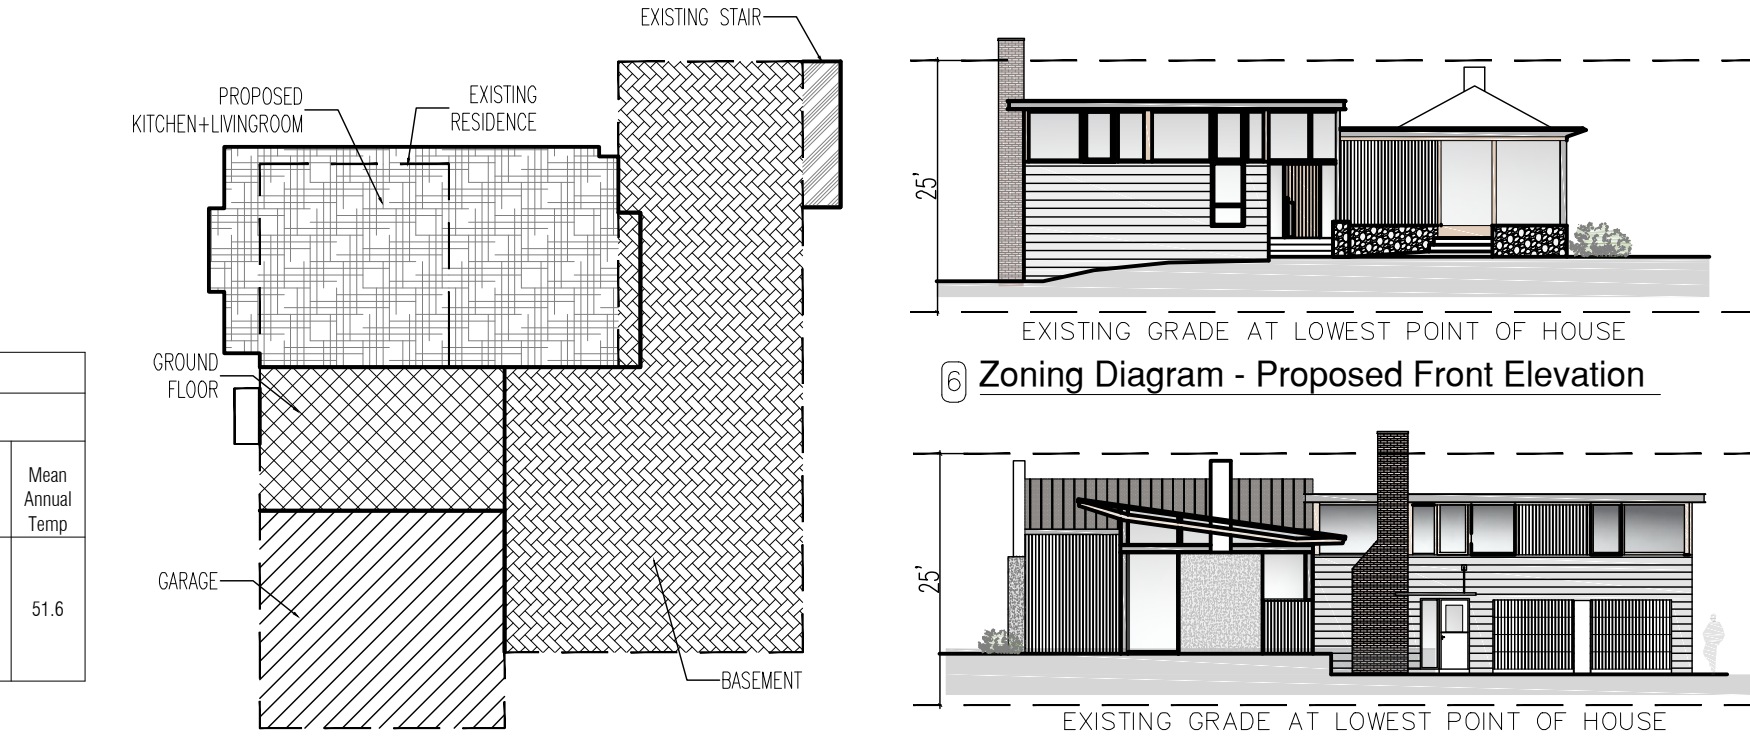 EXISTING STAIR
PROPOSED
KITCHEN+LIVINGROOM
EXISTING
RESIDENCE
GROUND
FLOOR
GARAGE
BASEMENT
Mean
Annual
Temp
51.6
25'
EXISTING GRADE AT LOWEST POINT OF HOUSE
6 Zoning Diagram - Proposed Front Elevation
25'
EXISTING GRADE AT LOWEST POINT OF HOUSE